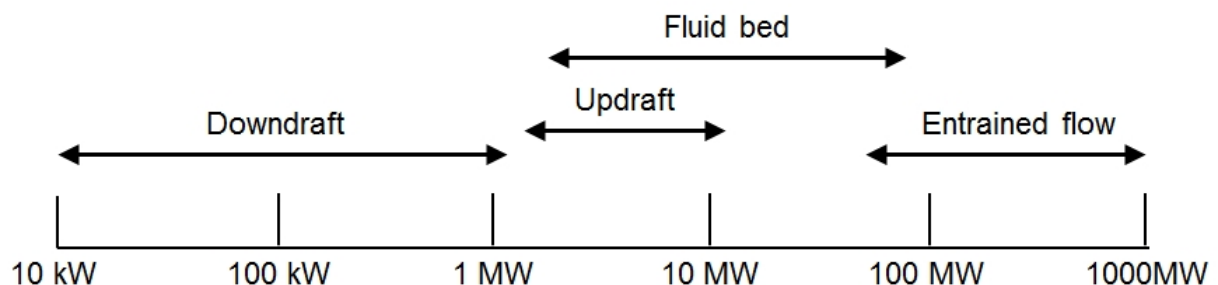 Fluid bed
Updraft
Downdraft
Entrained flow
10 kW
100 kW
1 MW
10 MW
100 MW
1000MW